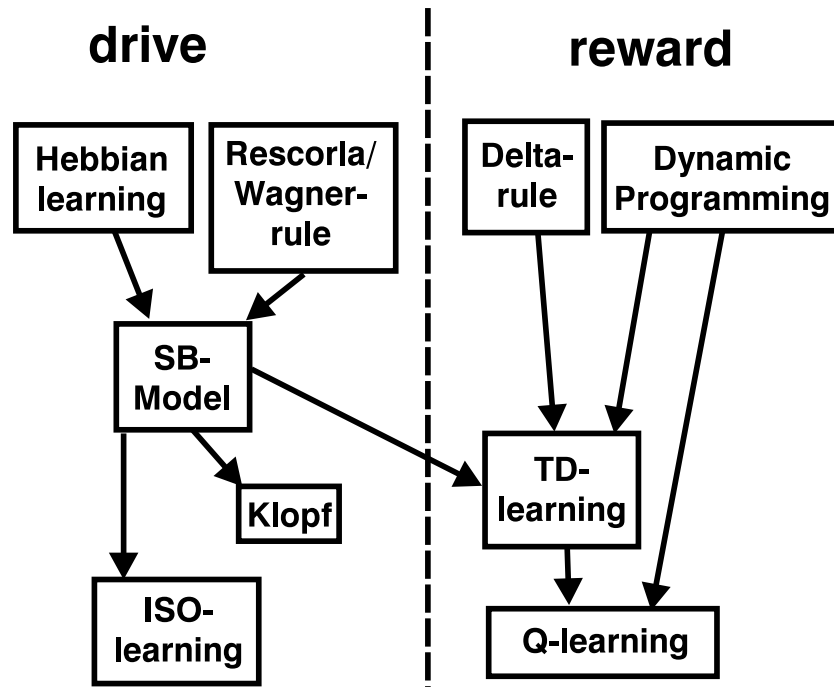 drive
reward
Hebbian
learning
Rescorla/
Wagner-
rule
Delta-
rule
Dynamic
Programming
SB-
Model
Klopf
TD-
learning
ISO-
learning
Q-learning